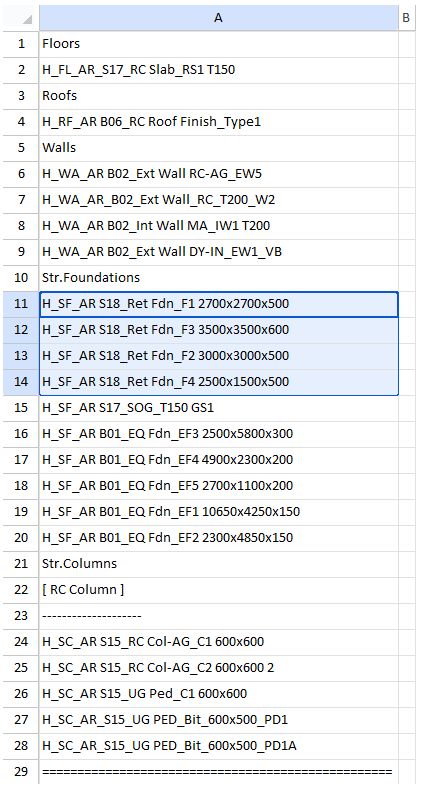 A B
1 Floors
2 H_FL_AR_S17_RC Slab_RS1 T150
3 Roofs
4 H_RF_AR B06_RC Roof Finish_Type1
5 Walls
6 H_WA_AR B02_Ext Wall RC-AG_EW5
7 H_WA_AR_B02_Ext Wall_RC_T200_W2
8 H_WA_AR B02_Int Wall MA_IW1 T200
9 H_WA_AR B02_Ext Wall DY-IN_EW1_VB
10 Str.Foundations
11 H_SF_AR S18_Ret Fdn_F1 2700x2700x500
12 H_SF_AR S18_Ret Fdn_F3 3500x3500x600
13 H_SF_AR S18_Ret Fdn_F2 3000x3000x500
14 H_SF_AR S18_Ret Fdn_F4 2500x1500x500
15 H_SF_AR S17_SOG_T150 GS1
16 H_SF_AR B01_EQ Fdn_EF3 2500x5800x300
17 H_SF_AR B01_EQ Fdn_EF4 4900x2300x200
18 H_SF_AR B01_EQ Fdn_EF5 2700x1100x200
19 H_SF_AR B01_EQ Fdn_EF1 10650x4250x150
20 H_SF_AR B01_EQ Fdn_EF2 2300x4850x150
21 Str.Columns
22 [ RC Column ]
23 --------------------
24 H_SC_AR S15_RC Col-AG_C1 600x600
25 H_SC_AR S15_RC Col-AG_C2 600x600 2
26 H_SC_AR S15_UG Ped_C1 600x600
27 H_SC_AR_S15_UG PED_Bit_600x500_PD1
28 H_SC_AR_S15_UG PED_Bit_600x500_PD1A
29 ==================================================